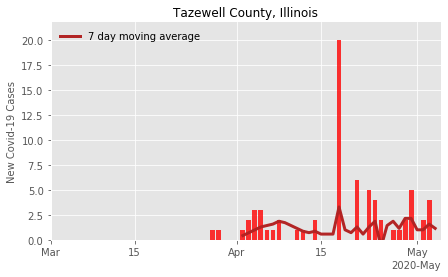 Tazewell County, Illinois
7 day moving average
New Covid-19 Cases
20.0
17.5
15.0
12.5
10.0
7.5
5.0
2.5
0.0
Mar 15 Apr 15 May
2020-May